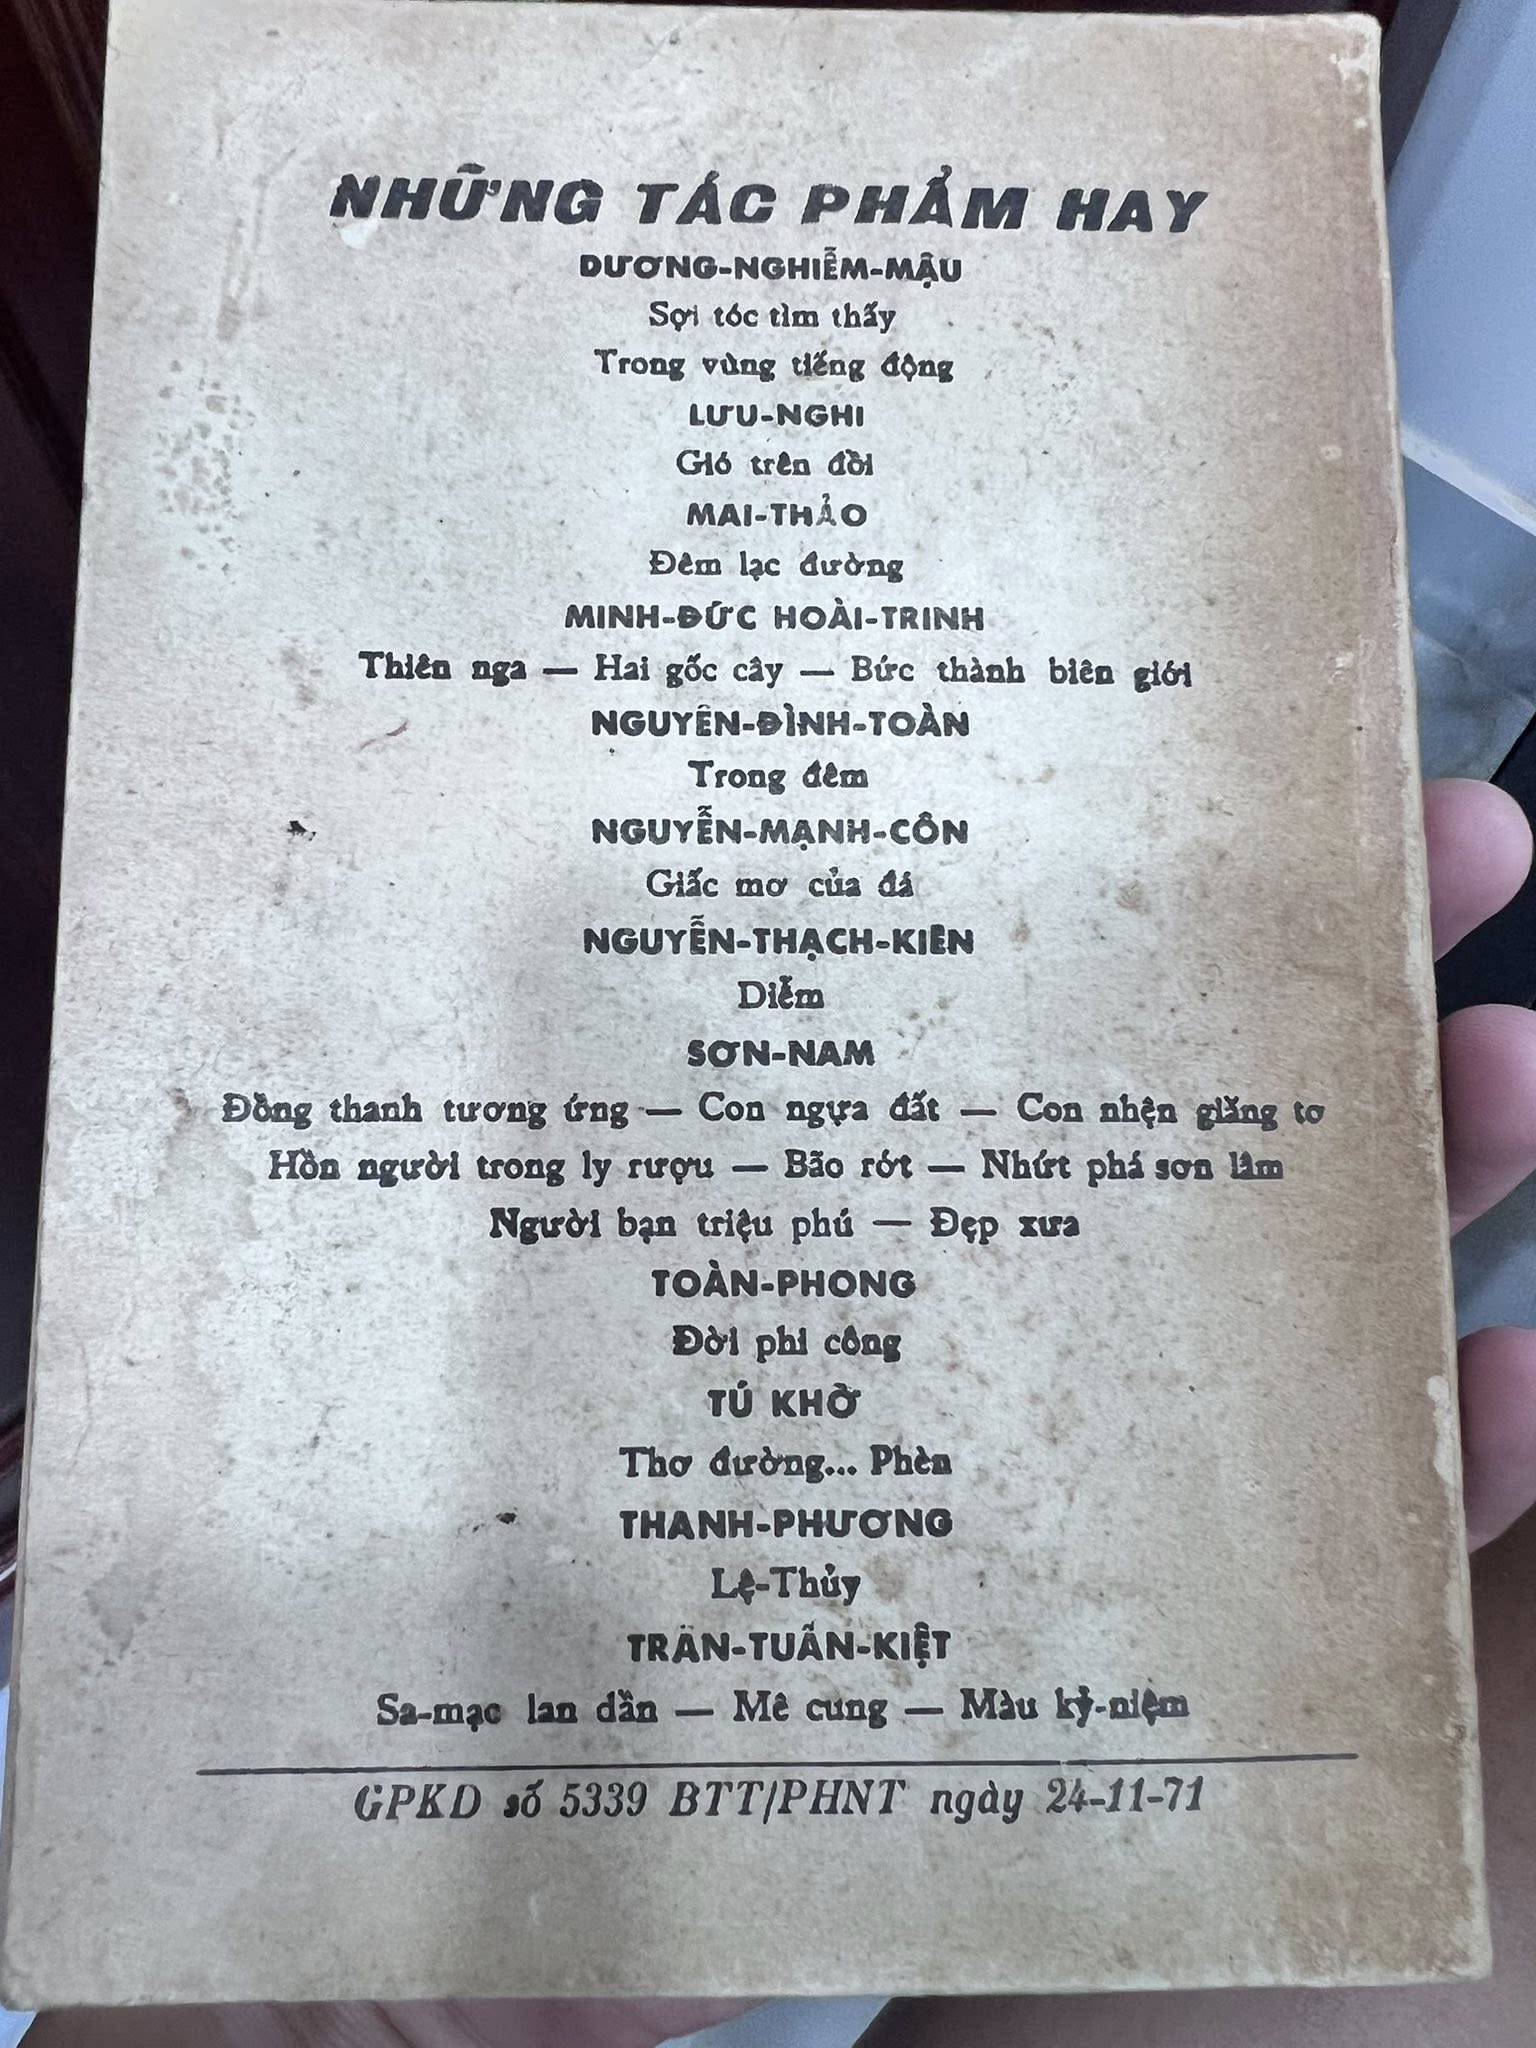 NHỮNG TÁC PHẨM HAY
DƯƠNG-NGHIỄM-MẬU
Sợi tóc tìm thấy
Trong vùng tiếng động
LƯU-NGHI
Gió trên đồi
MAI-THẢO
Đêm lạc đường
MINH-ĐỨC HOÀI-TRINH
Thiên nga — Hai gốc cây — Bức thành biên giới
NGUYÊN-ĐÌNH-TOÀN
Trong đêm
NGUYỄN-MẠNH-CÔN
Giấc mơ của đá
NGUYỄN-THẠCH-KIÊN
Diễm
SƠN-NAM
Đồng thanh tương ứng — Con ngựa đất — Con nhện giăng tơ
Hồn người trong ly rượu — Bão rớt — Nhứt phá sơn lâm
Người bạn triệu phú — Đẹp xưa
TOÀN-PHONG
Đời phi công
TÚ KHỜ
Thơ đường... Phèn
THANH-PHƯƠNG
Lệ-Thủy
TRẦN-TUẤN-KIỆT
Sa-mạc lan dần — Mê cung — Màu kỷ-niệm
GPKD số 5339 BTT/PHNT ngày 24-11-71